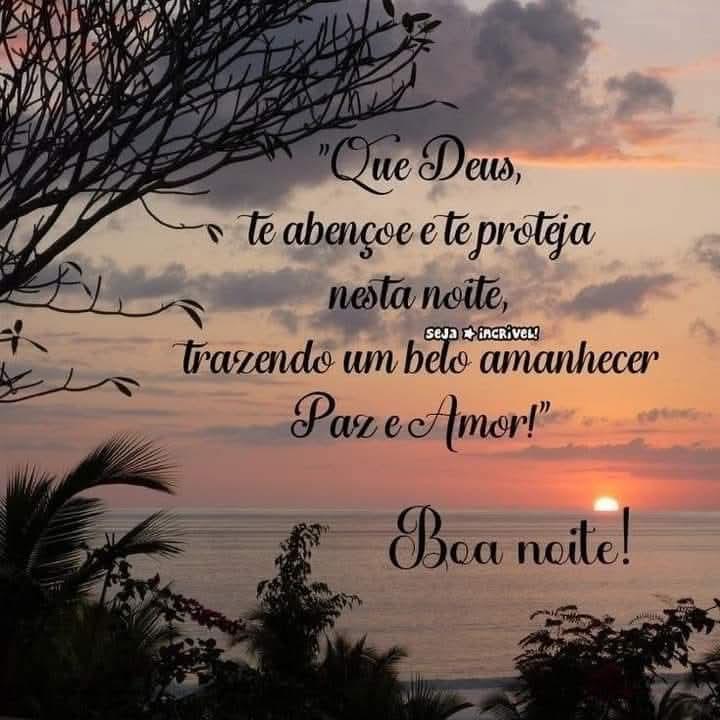 "Que Deus,
te abençoe e te proteja
nesta noite,
seja ★ incrível!
trazendo um belo amanhecer
Paz e Amor!"
Boa noite!